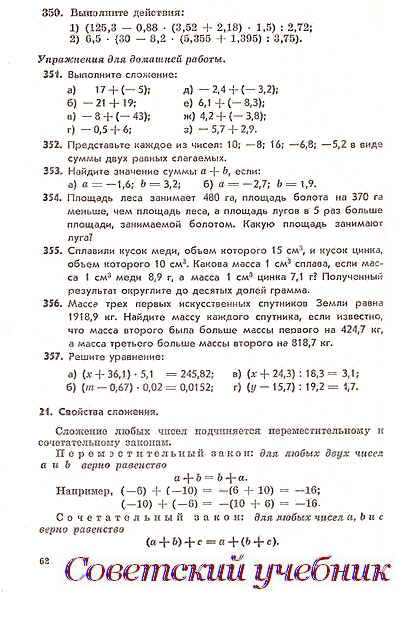 350. Выполните действия:
1) (125,3 — 0,88 · (3,52 + 2,18) · 1,5) : 2,72;
2) 6,5 · {30 — 8,2 · (5,355 + 1,395) : 3,75).
Упражнения для домашней работы.
351. Выполните сложение:
а) 17 + (— 5); д) — 2,4 + (— 3,2);
б) — 21 + 19; е) 6,1 + (— 8,3);
в) — 8 + (— 43); ж) 4,2 + (— 3,8);
г) — 0,5 + 6; з) — 5,7 + 2,9.
352. Представьте каждое из чисел: 10; —8; 16; —6,8; —5,2 в виде
суммы двух равных слагаемых.
353. Найдите значение суммы a + b, если:
а) a = —1,6; b = 3,2; б) a = —2,7; b = 1,9.
354. Площадь леса занимает 480 га, площадь болота на 370 га
меньше, чем площадь леса, а площадь лугов в 5 раз больше
площади, занимаемой болотом. Какую площадь занимают
луга?
355. Сплавили кусок меди, объем которого 15 см³, и кусок цинка,
объем которого 10 см³. Какова масса 1 см³ сплава, если мас-
са 1 см³ меди 8,9 г, а масса 1 см³ цинка 7,1 г? Полученный
результат округлите до десятых долей грамма.
356. Масса трех первых искусственных спутников Земли равна
1918,9 кг. Найдите массу каждого спутника, если известно,
что масса второго была больше массы первого на 424,7 кг,
а масса третьего больше массы второго на 818,7 кг.
357. Решите уравнение:
а) (x + 36,1) · 5,1 = 245,82; в) (x + 24,3) : 18,3 = 3,1;
б) (m — 0,67) · 0,02 = 0,0152; г) (y — 15,7) : 19,2 = 1,7.
21. Свойства сложения.
Сложение любых чисел подчиняется переместительному и
сочетательному законам.
Переместительный закон: для любых двух чисел
a и b верно равенство
a + b = b + a.
Например, (—6) + (—10) = —(6 + 10) = —16;
(—10) + (—6) = —(10 + 6) = —16.
Сочетательный закон: для любых чисел a, b и c
верно равенство
(a + b) + c = a + (b + c).
62
Советский учебник